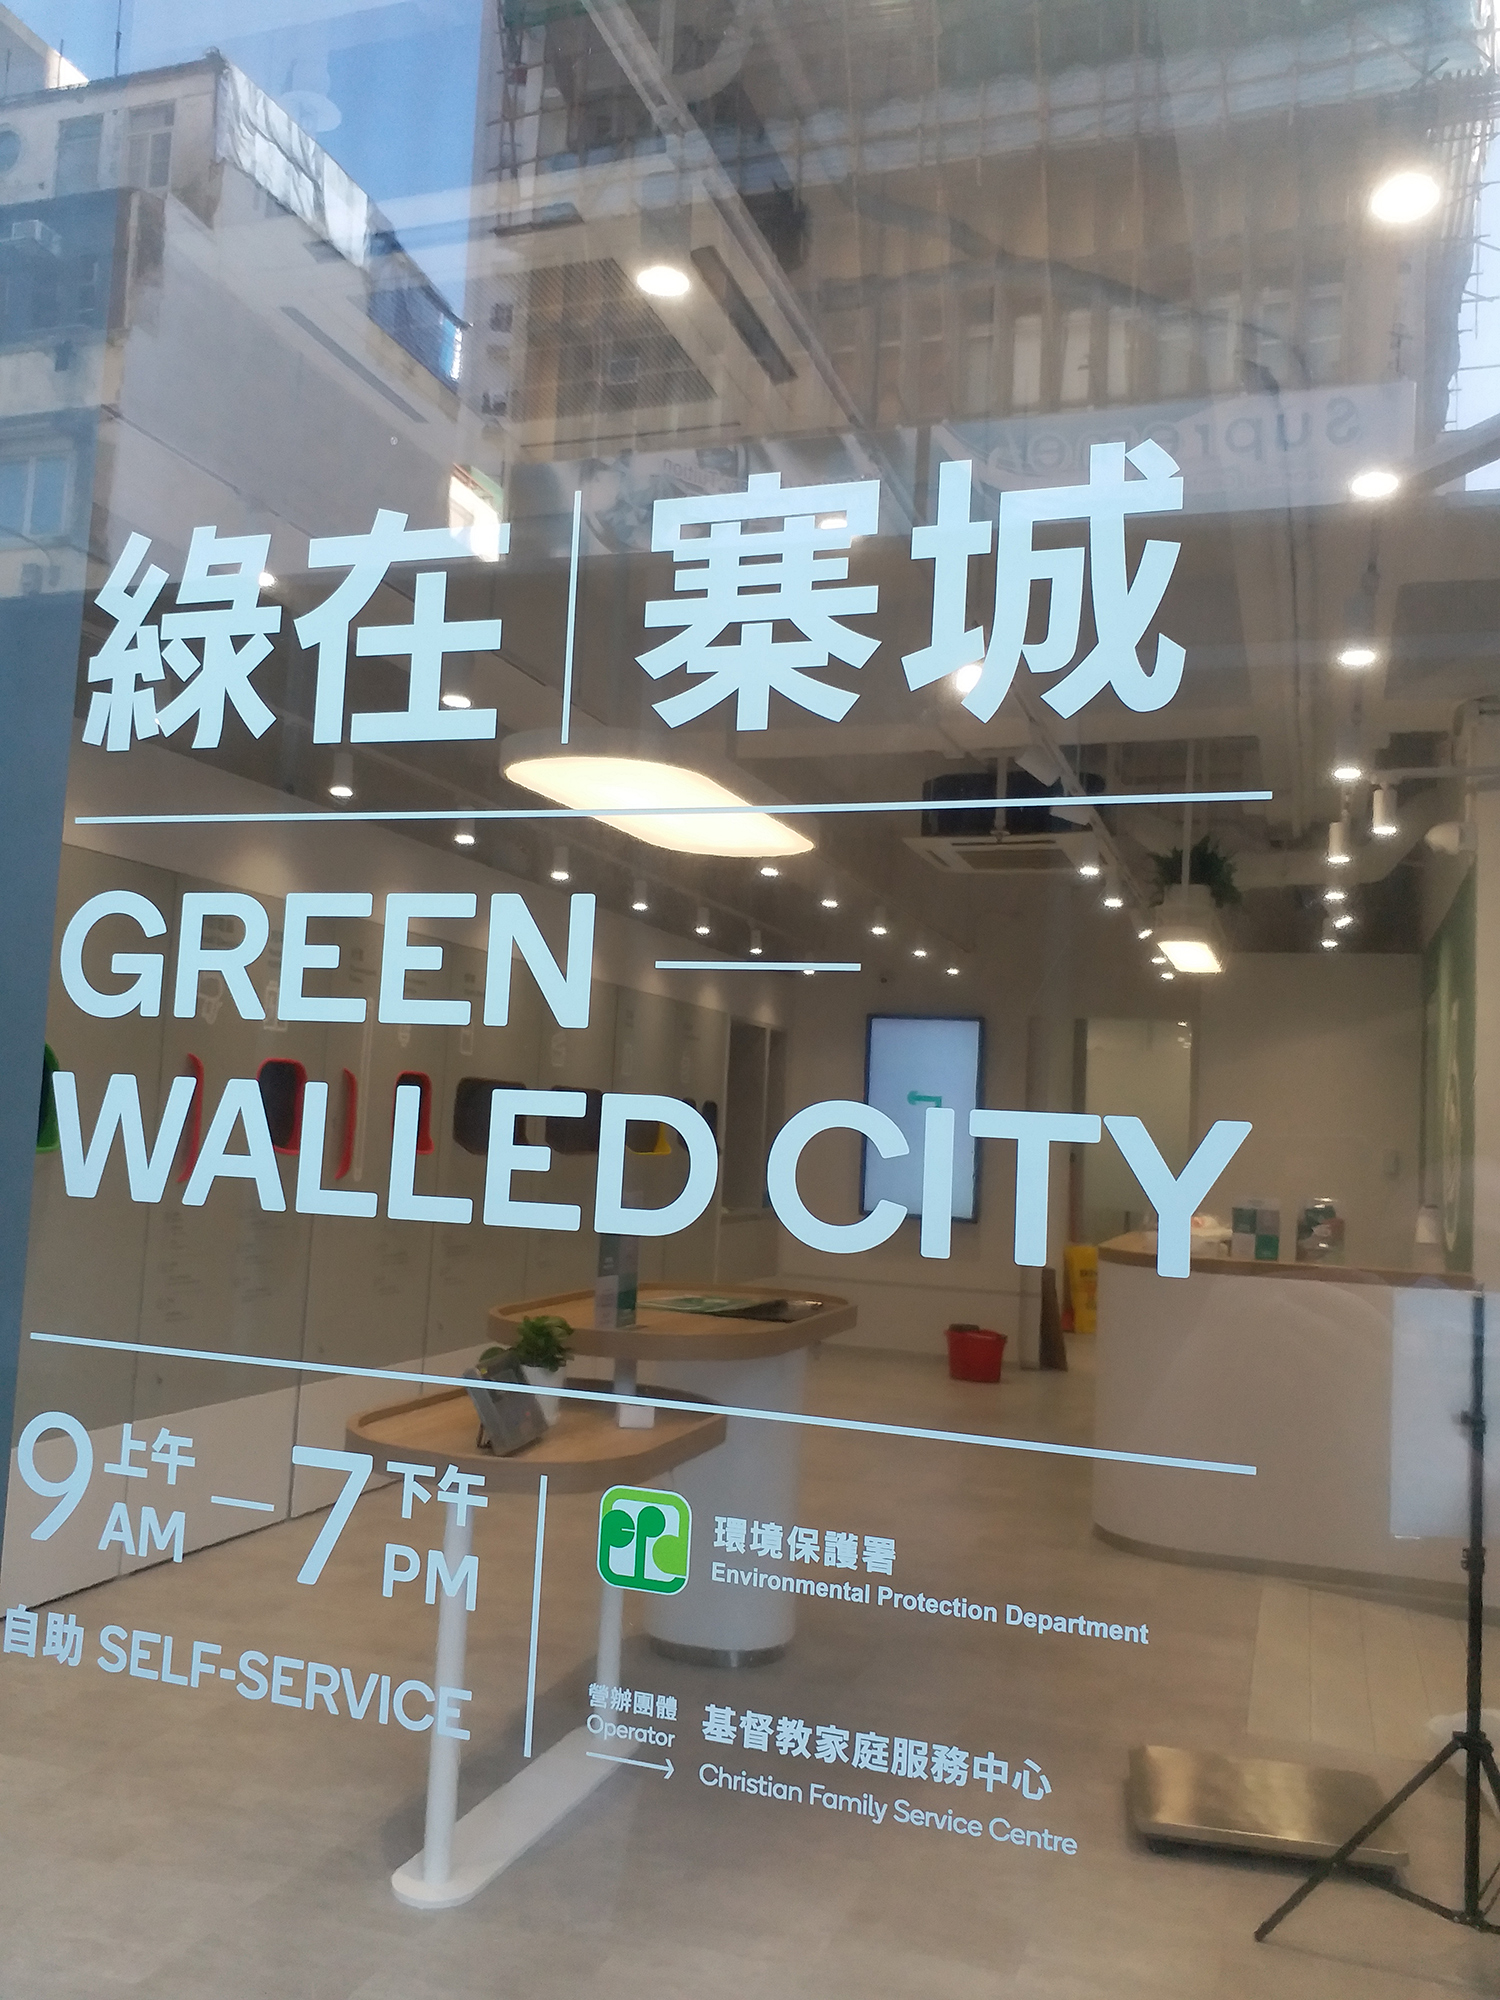 綠在 | 寨城
GREEN —
WALLED CITY
9 上午 AM — 7 下午 PM
自助 SELF-SERVICE
環境保護署
Environmental Protection Department
營辦團體
Operator
基督教家庭服務中心
Christian Family Service Centre
Supreme